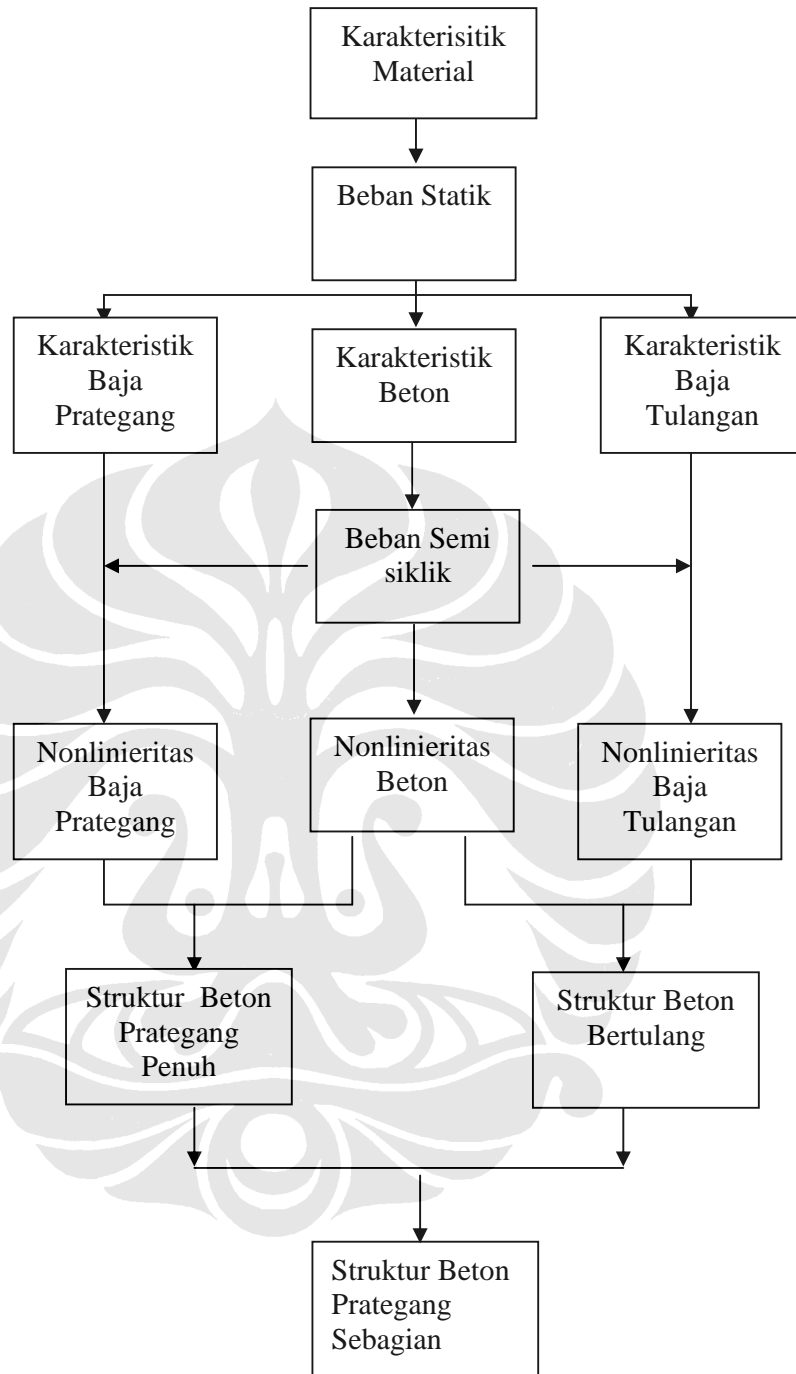 Karakterisitik
Material
Beban Statik
Karakteristik
Baja
Prategang
Karakteristik
Beton
Karakteristik
Baja
Tulangan
Beban Semi
siklik
Nonlinieritas
Baja
Prategang
Nonlinieritas
Beton
Nonlinieritas
Baja
Tulangan
Struktur Beton
Prategang
Penuh
Struktur Beton
Bertulang
Struktur Beton
Prategang
Sebagian